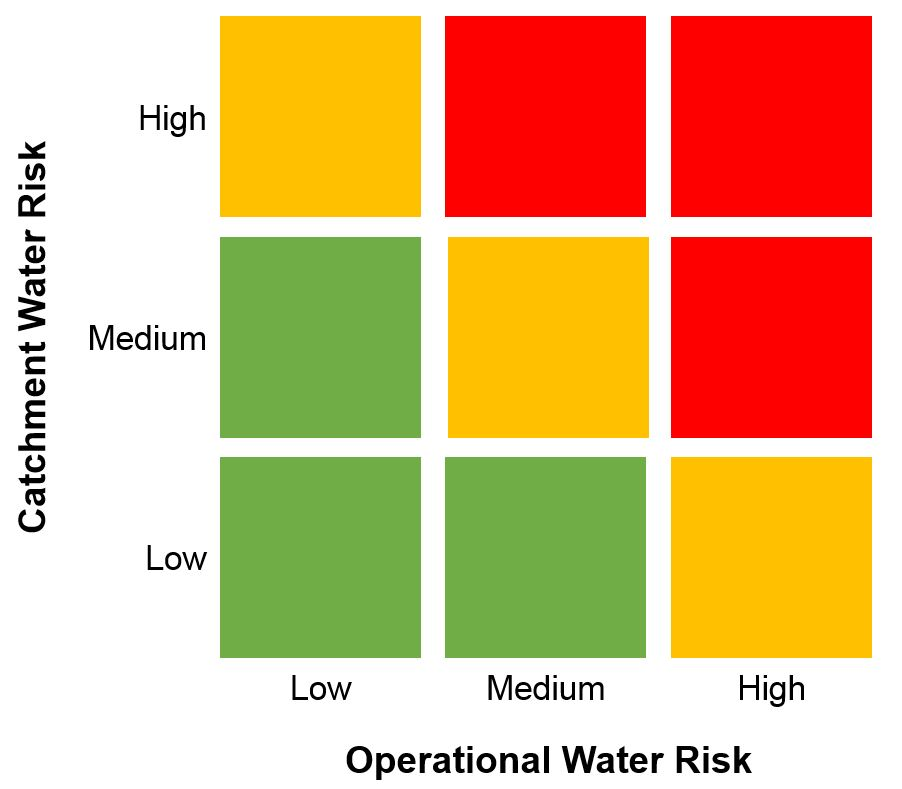 Catchment Water Risk
High
Medium
Low
Low Medium High
Operational Water Risk